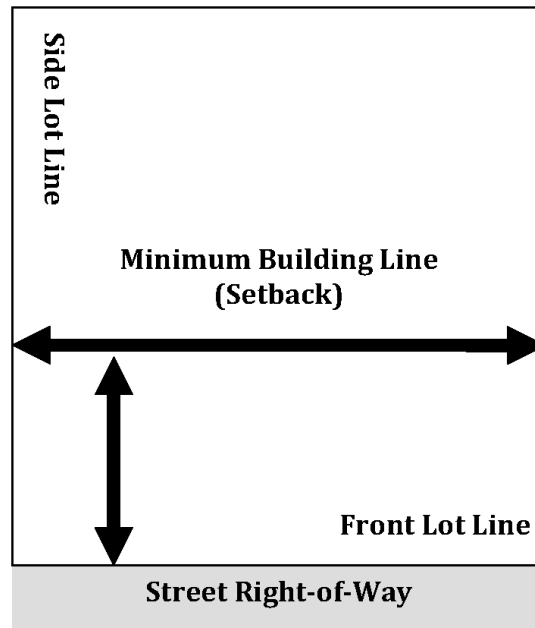 Side Lot Line
Minimum Building Line
(Setback)
Front Lot Line
Street Right-of-Way